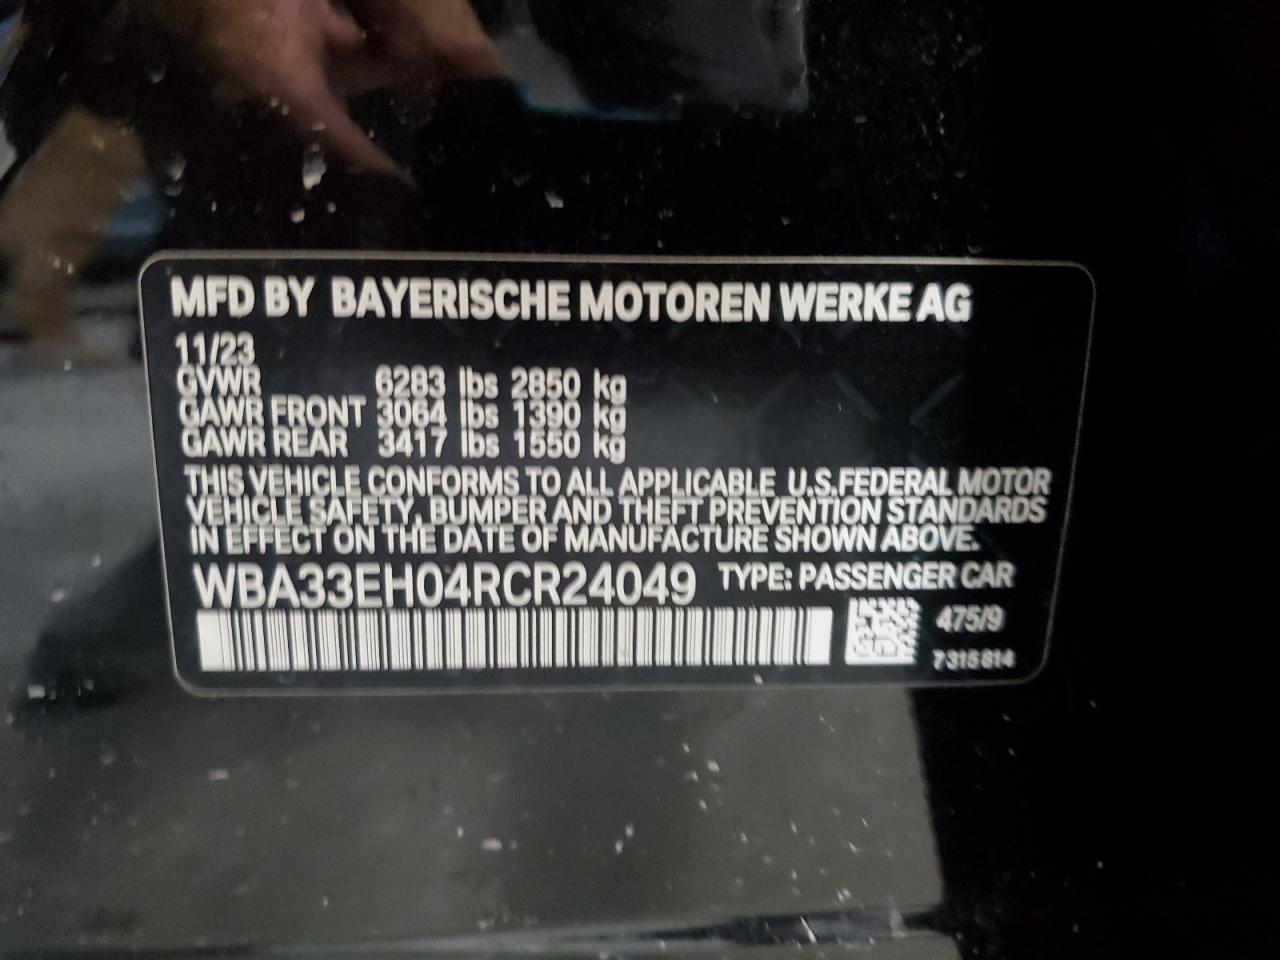 MFD BY BAYERISCHE MOTOREN WERKE AG
11/23
GVWR 6283 lbs 2850 kg
GAWR FRONT 3064 lbs 1390 kg
GAWR REAR 3417 lbs 1550 kg
THIS VEHICLE CONFORMS TO ALL APPLICABLE U.S.FEDERAL MOTOR
VEHICLE SAFETY, BUMPER AND THEFT PREVENTION STANDARDS
IN EFFECT ON THE DATE OF MANUFACTURE SHOWN ABOVE.
WBA33EH04RCR24049 TYPE: PASSENGER CAR
475/9
7315814